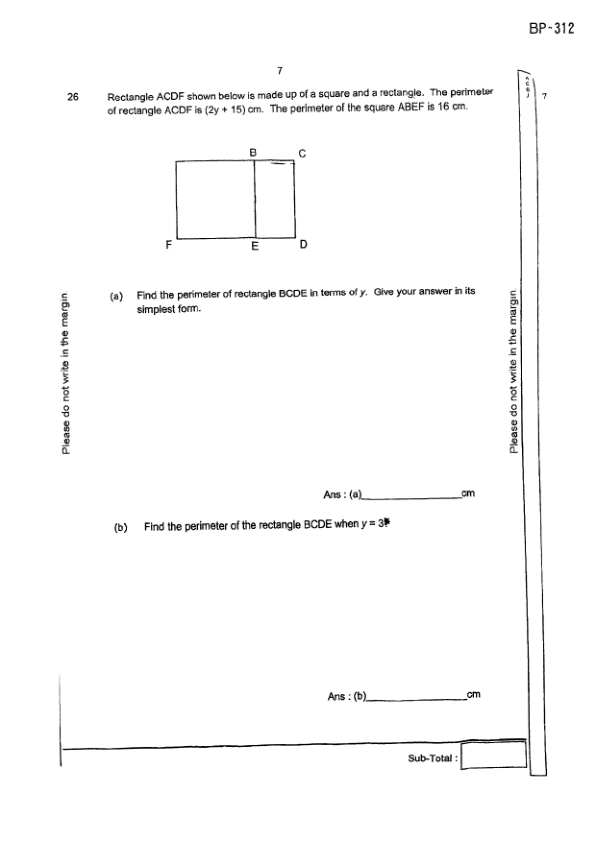 BP-312
7
26 Rectangle ACDF shown below is made up of a square and a rectangle. The perimeter
of rectangle ACDF is (2y + 15) cm. The perimeter of the square ABEF is 16 cm.
7
B C
F E D
(a) Find the perimeter of rectangle BCDE in terms of y. Give your answer in its
simplest form.
Please do not write in the margin.
Please do not write in the margin.
Ans : (a) cm
(b) Find the perimeter of the rectangle BCDE when y = 3
Ans : (b) cm
Sub-Total :